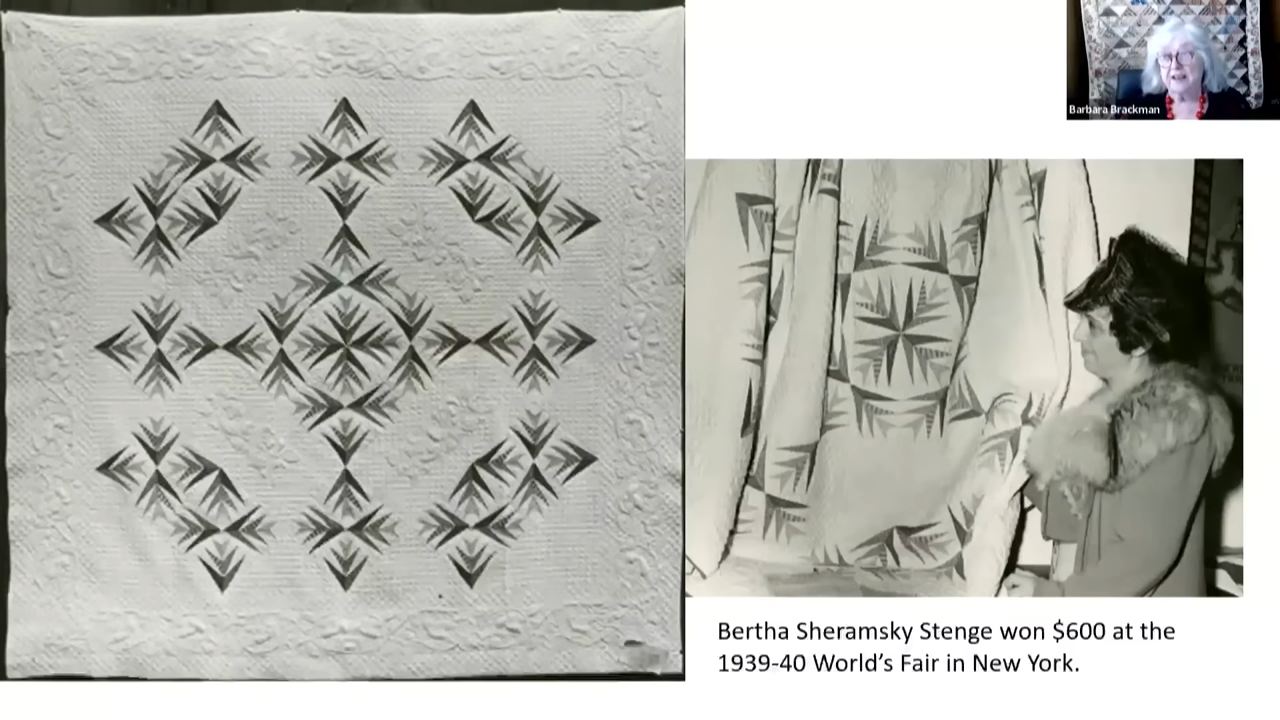 Barbara Brackman
Bertha Sheramsky Stenge won $600 at the
1939-40 World’s Fair in New York.